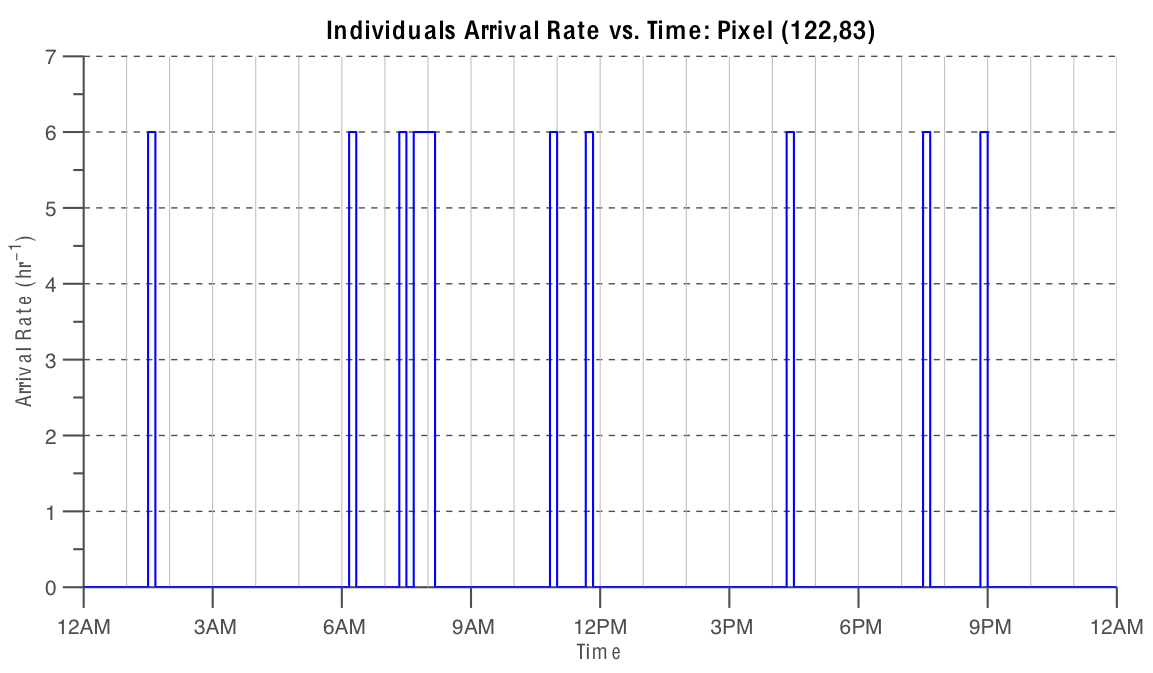 Individuals Arrival Rate vs. Time: Pixel (122,83)
7
6
5
4
3
2
1
0
Arrival Rate (hr⁻¹)
12AM 3AM 6AM 9AM 12PM 3PM 6PM 9PM 12AM
Time